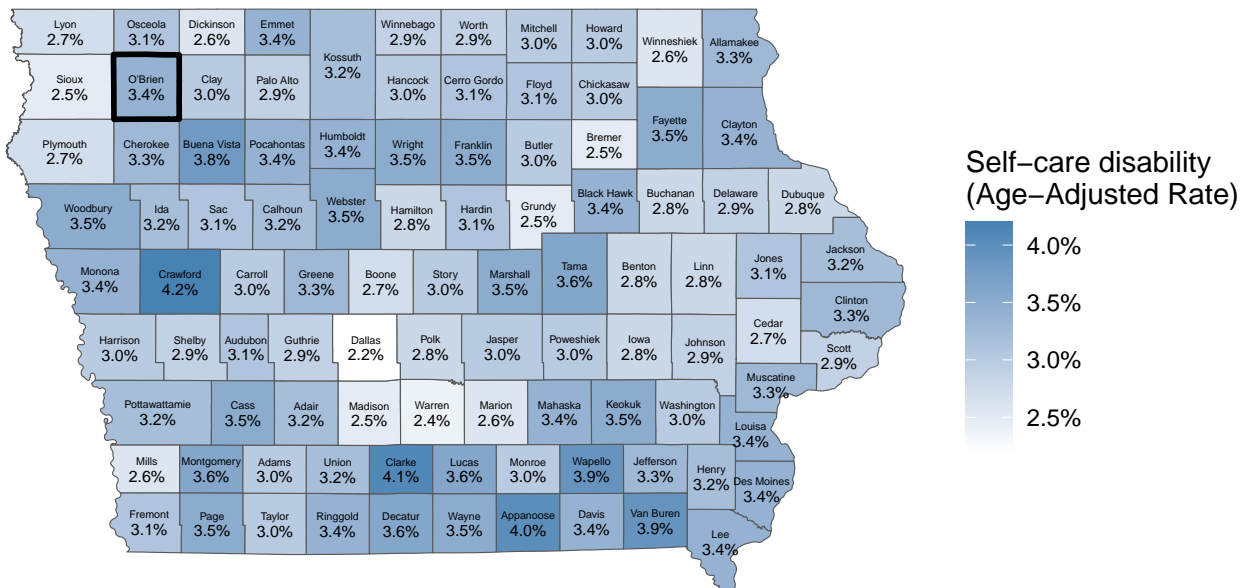 Lyon
2.7%
Osceola
3.1%
Dickinson
2.6%
Emmet
3.4%
Kossuth
3.2%
Winnebago
2.9%
Worth
2.9%
Mitchell
3.0%
Howard
3.0%
Winneshiek
2.6%
Allamakee
3.3%
Sioux
2.5%
O'Brien
3.4%
Clay
3.0%
Palo Alto
2.9%
Hancock
3.0%
Cerro Gordo
3.1%
Floyd
3.1%
Chickasaw
3.0%
Fayette
3.5%
Clayton
3.4%
Plymouth
2.7%
Cherokee
3.3%
Buena Vista
3.8%
Pocahontas
3.4%
Humboldt
3.4%
Wright
3.5%
Franklin
3.5%
Butler
3.0%
Bremer
2.5%
Woodbury
3.5%
Ida
3.2%
Sac
3.1%
Calhoun
3.2%
Webster
3.5%
Hamilton
2.8%
Hardin
3.1%
Grundy
2.5%
Black Hawk
3.4%
Buchanan
2.8%
Delaware
2.9%
Dubuque
2.8%
Monona
3.4%
Crawford
4.2%
Carroll
3.0%
Greene
3.3%
Boone
2.7%
Story
3.0%
Marshall
3.5%
Tama
3.6%
Benton
2.8%
Linn
2.8%
Jones
3.1%
Jackson
3.2%
Clinton
3.3%
Harrison
3.0%
Shelby
2.9%
Audubon
3.1%
Guthrie
2.9%
Dallas
2.2%
Polk
2.8%
Jasper
3.0%
Poweshiek
3.0%
Iowa
2.8%
Johnson
2.9%
Cedar
2.7%
Scott
2.9%
Muscatine
3.3%
Pottawattamie
3.2%
Cass
3.5%
Adair
3.2%
Madison
2.5%
Warren
2.4%
Marion
2.6%
Mahaska
3.4%
Keokuk
3.5%
Washington
3.0%
Louisa
3.4%
Mills
2.6%
Montgomery
3.6%
Adams
3.0%
Union
3.2%
Clarke
4.1%
Lucas
3.6%
Monroe
3.0%
Wapello
3.9%
Jefferson
3.3%
Henry
3.2%
Des Moines
3.4%
Fremont
3.1%
Page
3.5%
Taylor
3.0%
Ringgold
3.4%
Decatur
3.6%
Wayne
3.5%
Appanoose
4.0%
Davis
3.4%
Van Buren
3.9%
Lee
3.4%
Self−care disability
(Age−Adjusted Rate)
4.0%
3.5%
3.0%
2.5%